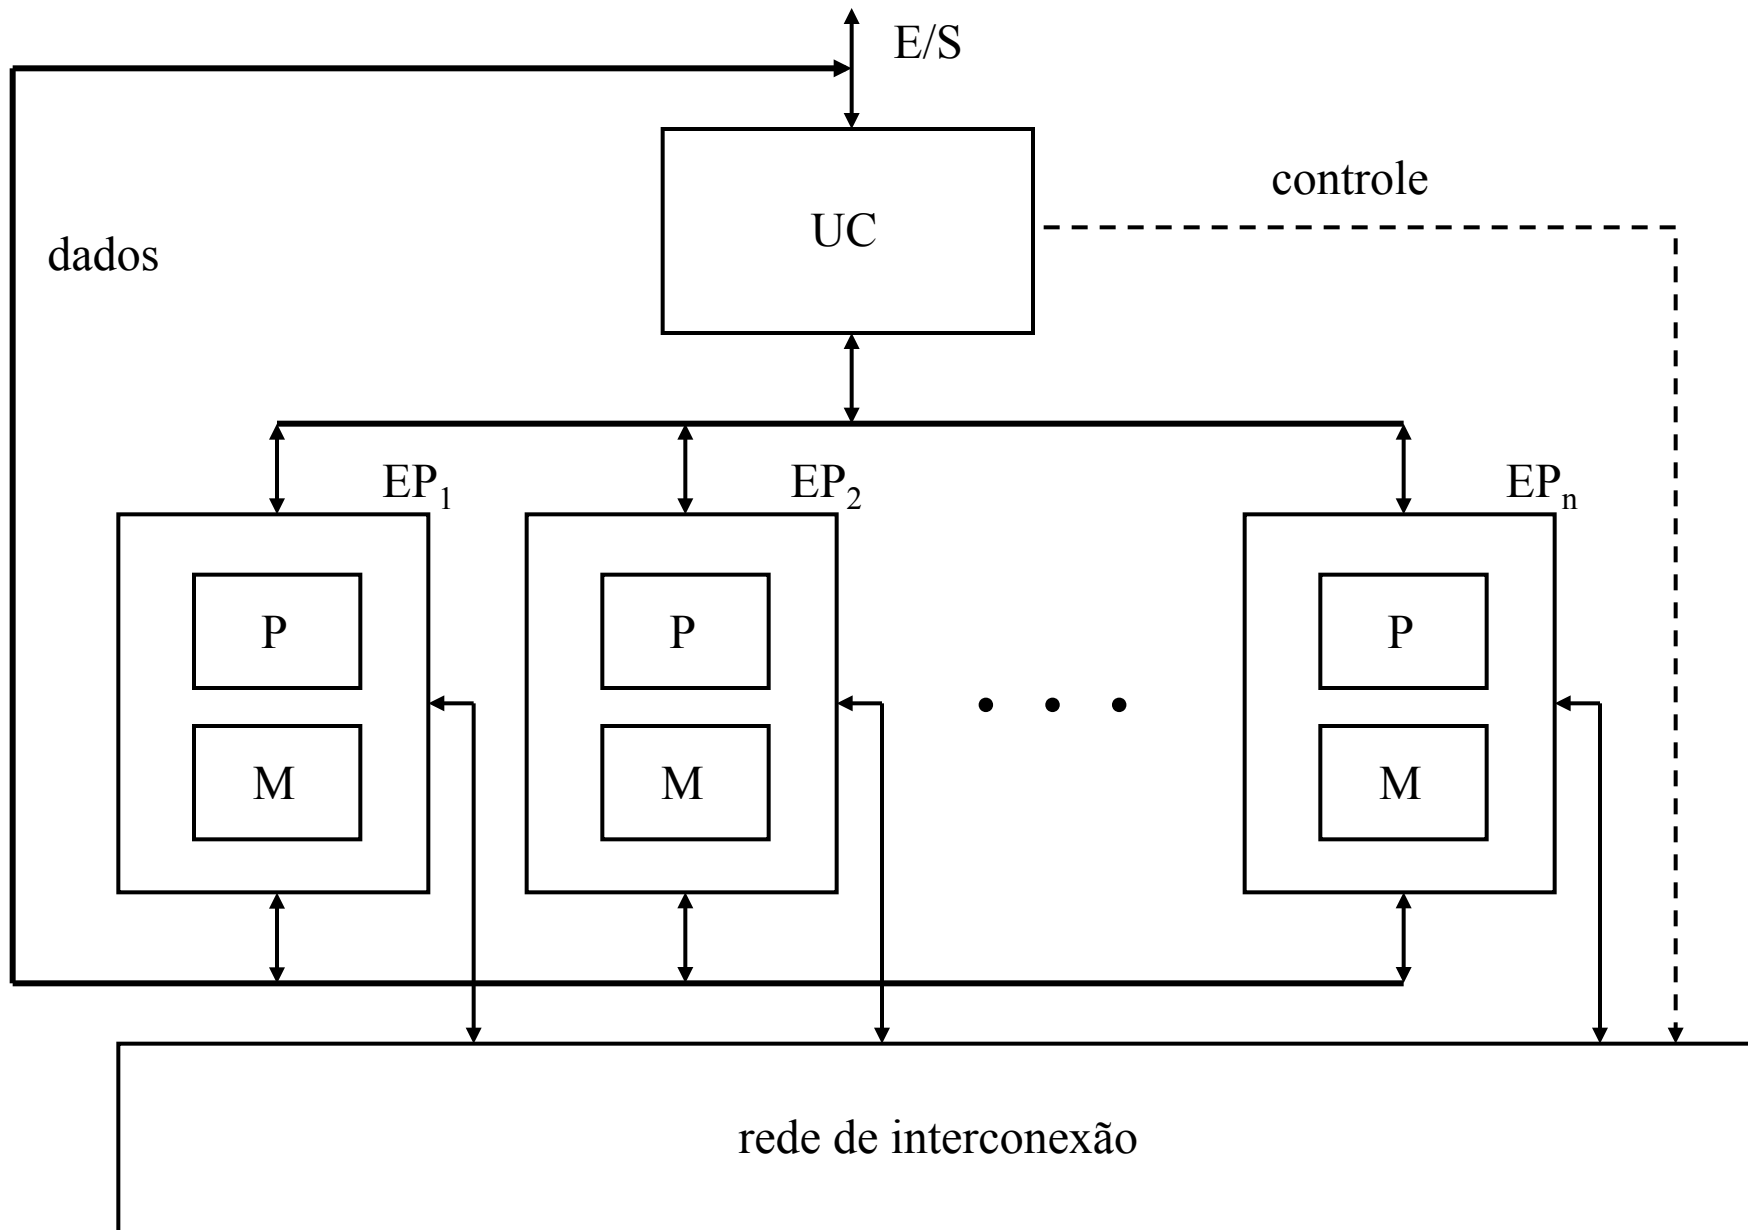 E/S
controle
UC
dados
EP1
EP2
EPn
P
P
P
M
M
M
rede de interconexão